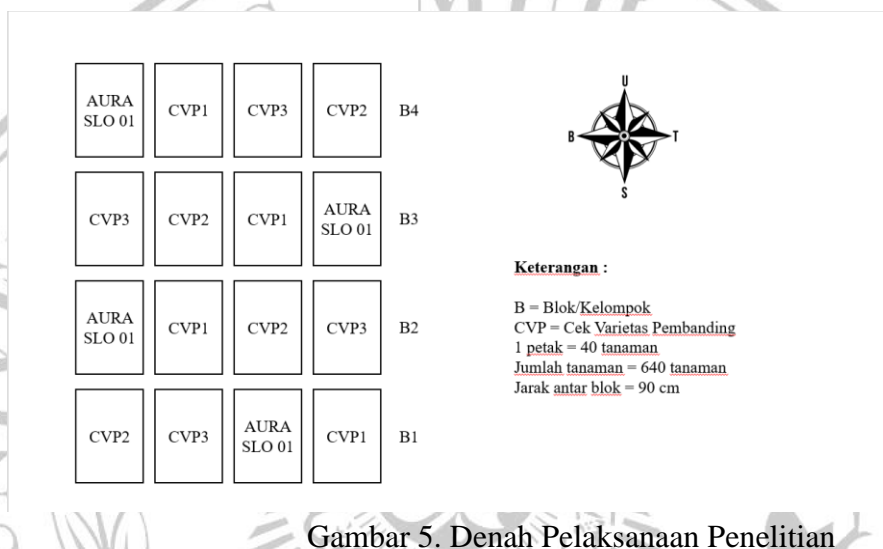 AURA
SLO 01
CVP1
CVP3
CVP2
B4
CVP3
CVP2
CVP1
AURA
SLO 01
B3
AURA
SLO 01
CVP1
CVP2
CVP3
B2
CVP2
CVP3
AURA
SLO 01
CVP1
B1
U
B
T
S
Keterangan :
B = Blok/Kelompok
CVP = Cek Varietas Pembanding
1 petak = 40 tanaman
Jumlah tanaman = 640 tanaman
Jarak antar blok = 90 cm
Gambar 5. Denah Pelaksanaan Penelitian